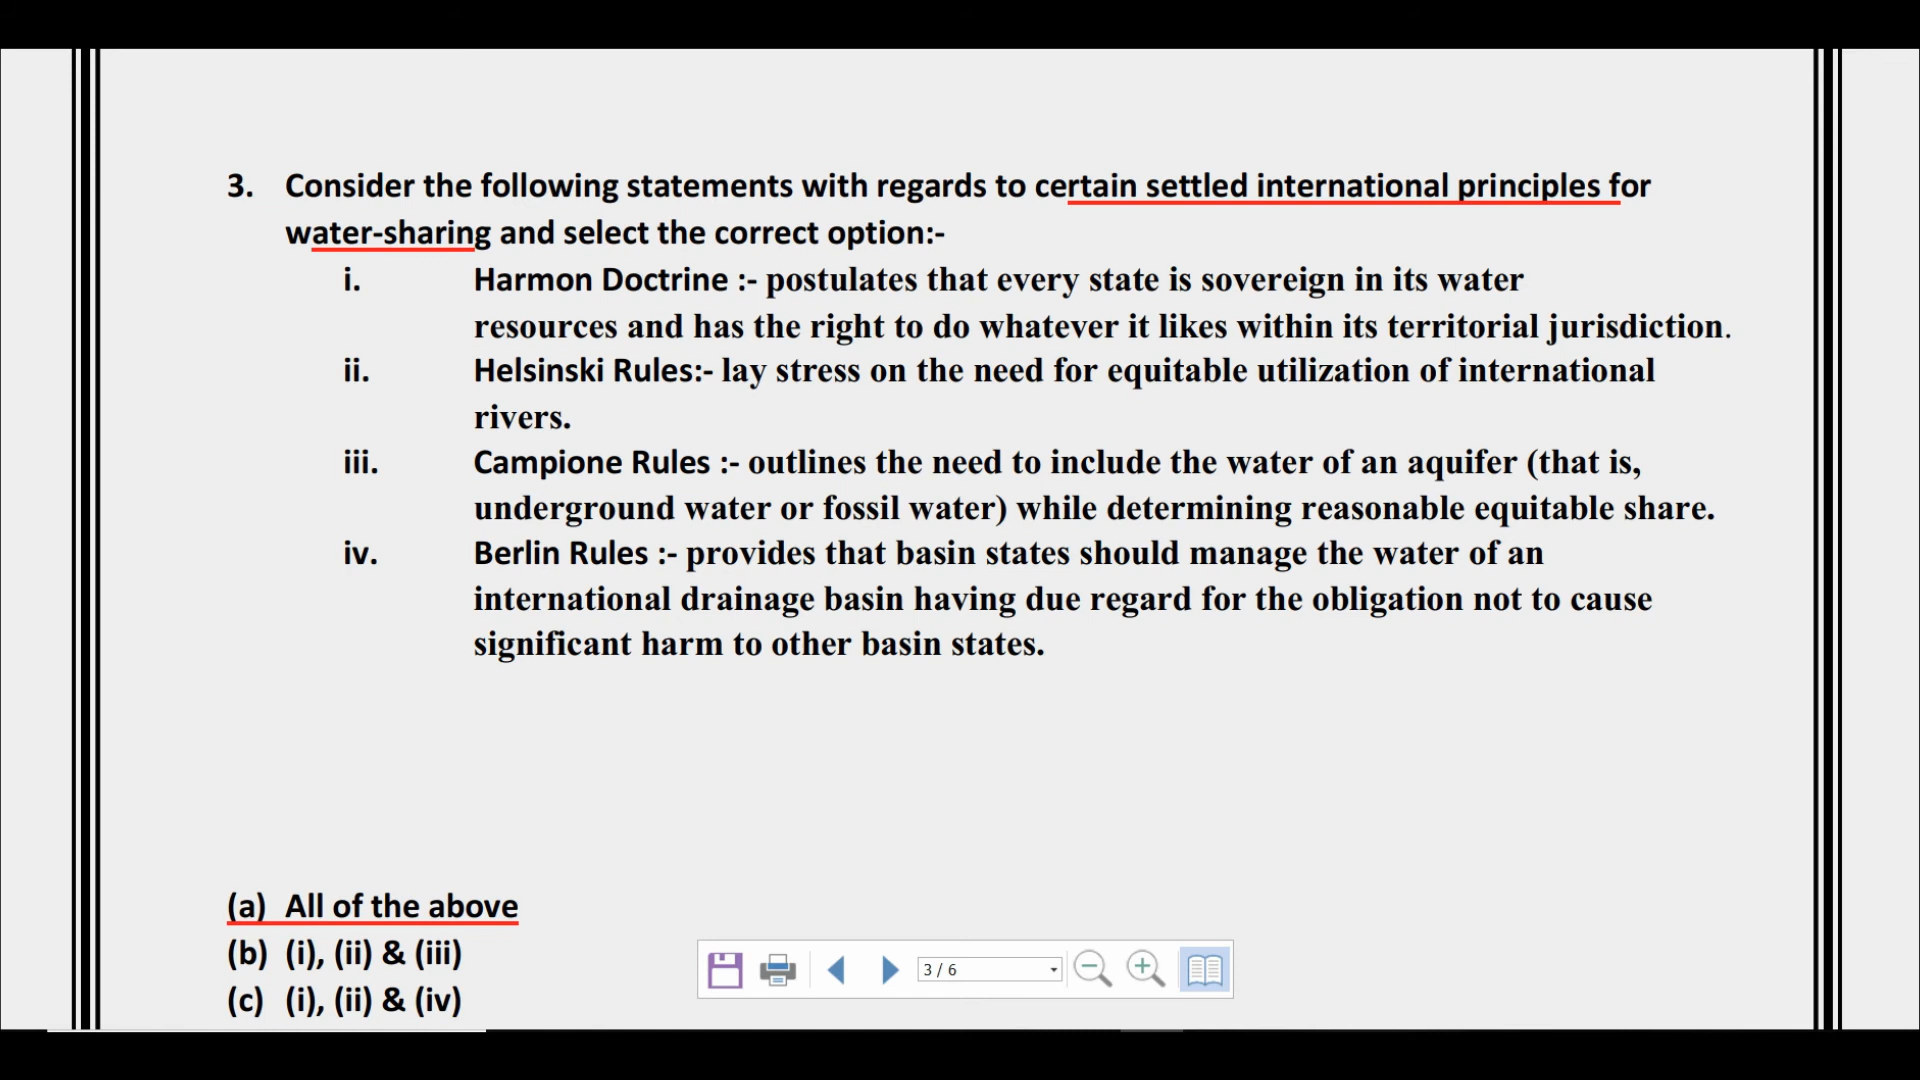 3. Consider the following statements with regards to certain settled international principles for
water-sharing and select the correct option:-
i. Harmon Doctrine :- postulates that every state is sovereign in its water
resources and has the right to do whatever it likes within its territorial jurisdiction.
ii. Helsinski Rules:- lay stress on the need for equitable utilization of international
rivers.
iii. Campione Rules :- outlines the need to include the water of an aquifer (that is,
underground water or fossil water) while determining reasonable equitable share.
iv. Berlin Rules :- provides that basin states should manage the water of an
international drainage basin having due regard for the obligation not to cause
significant harm to other basin states.
(a) All of the above
(b) (i), (ii) & (iii)
(c) (i), (ii) & (iv)
3 / 6